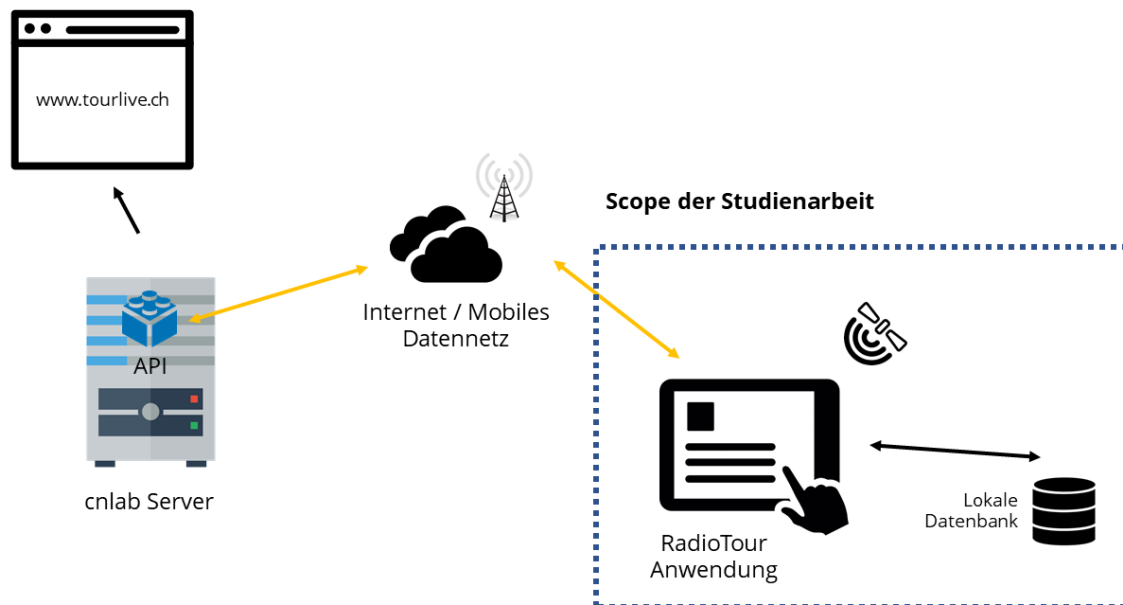 www.tourlive.ch
Scope der Studienarbeit
Internet / Mobiles
Datennetz
API
cnlab Server
RadioTour
Anwendung
Lokale
Datenbank